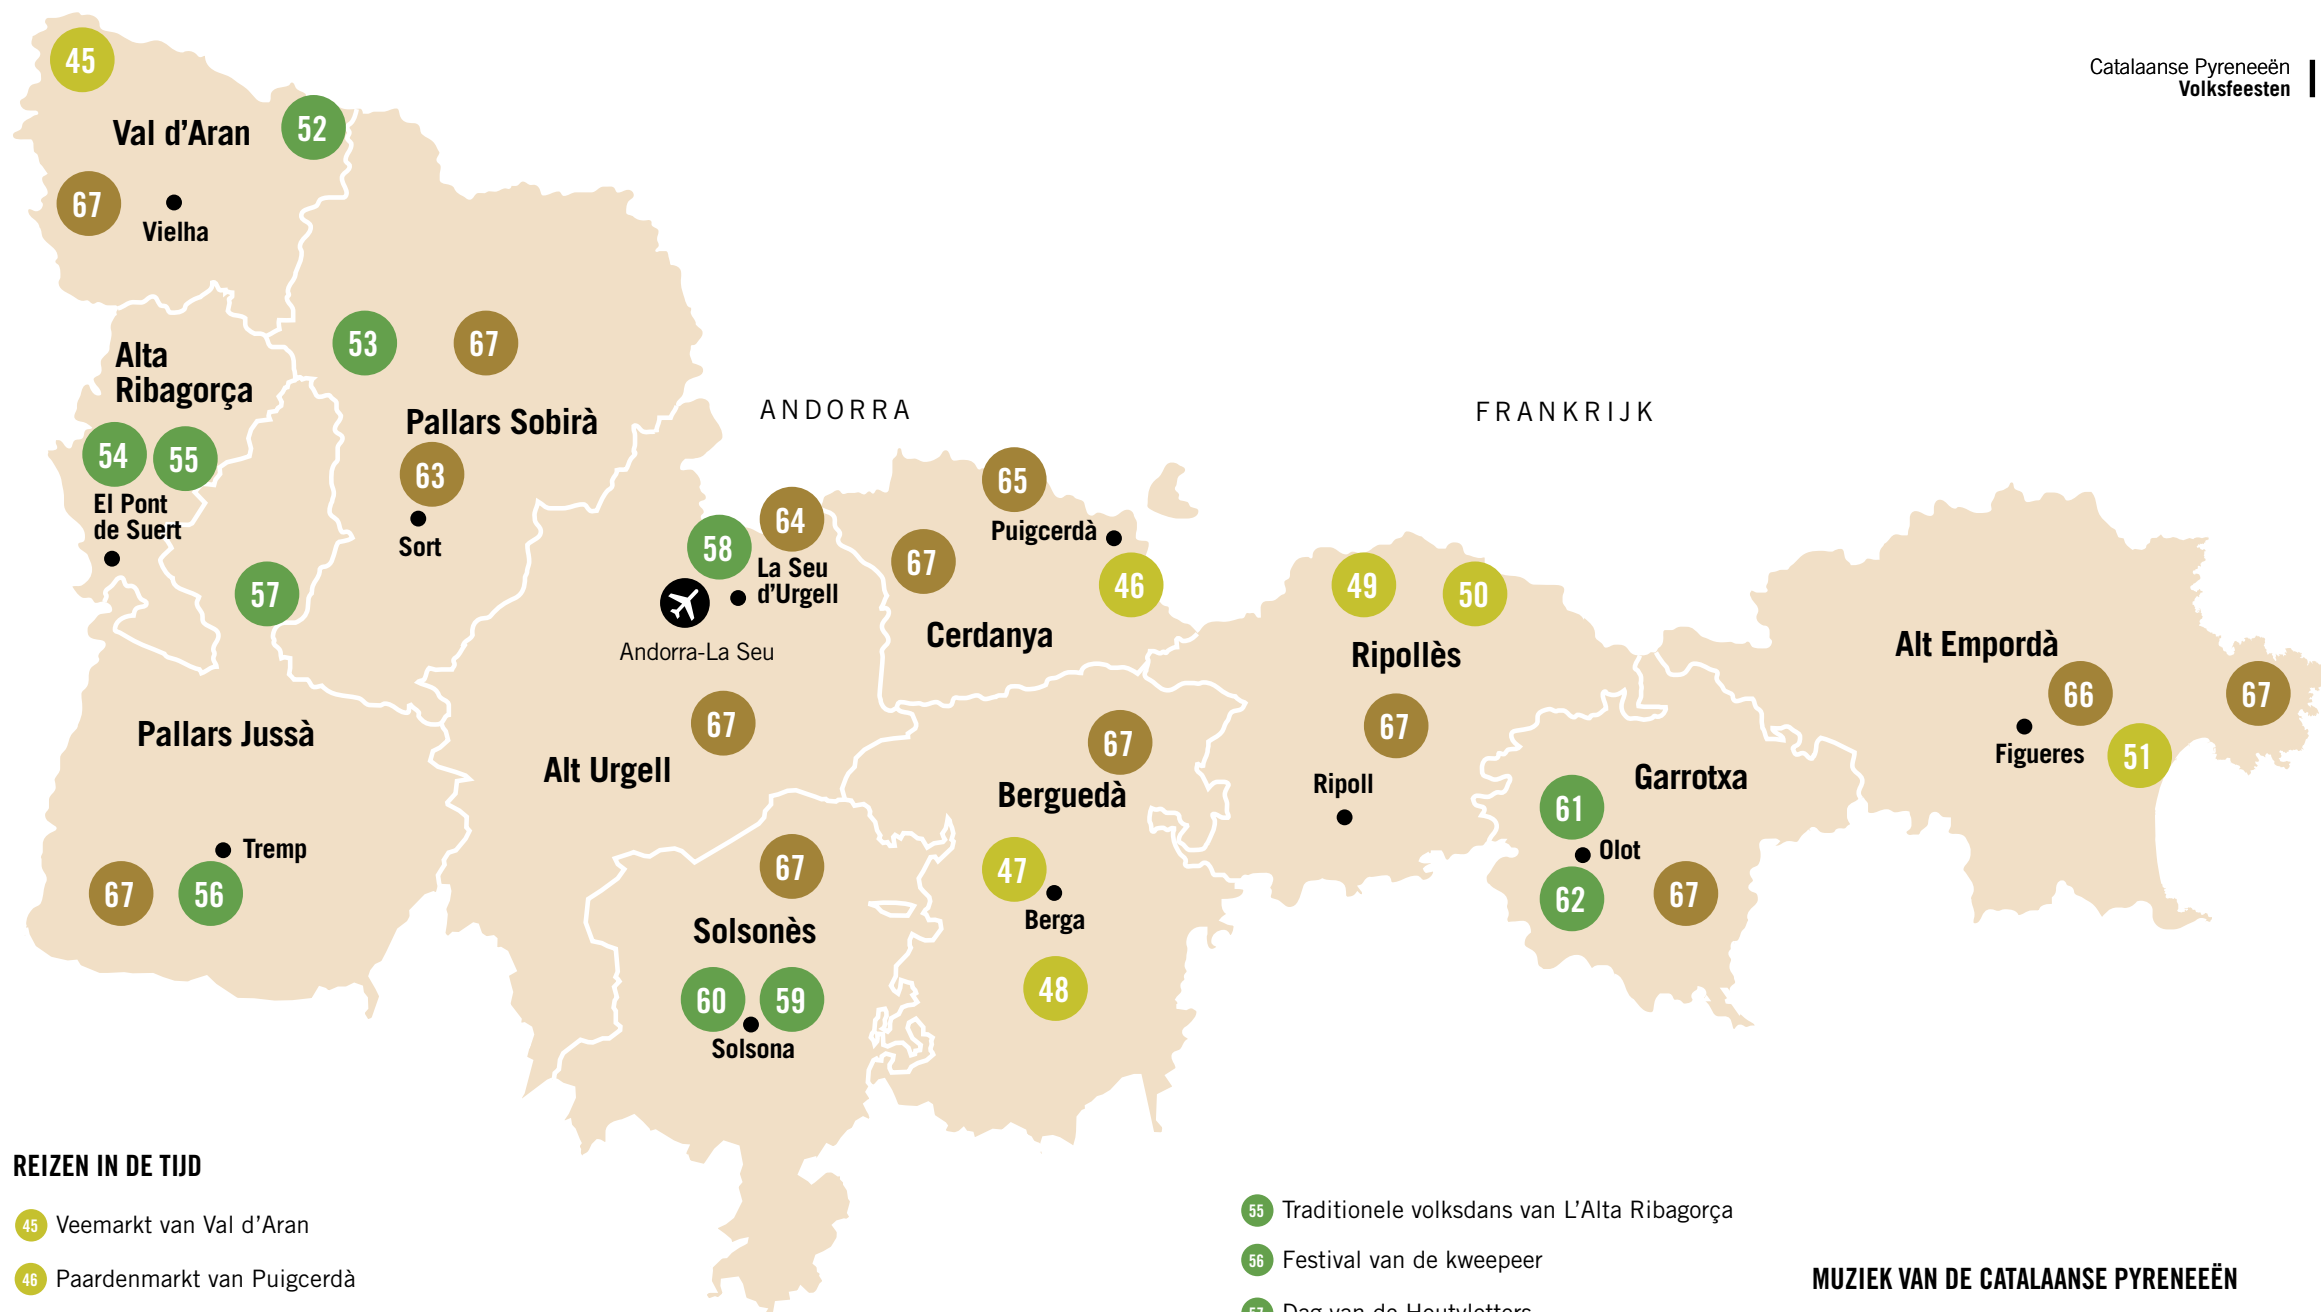 Catalaanse Pyreneeën
Volksfeesten
45
Val d'Aran
52
67
Vielha
53
67
Alta
Ribagorça
Pallars Sobirà
ANDORRA
FRANKRIJK
54
55
63
El Pont
de Suert
Sort
57
58
64
La Seu
d'Urgell
Andorra-La Seu
65
Puigcerdà
67
46
Cerdanya
49
50
Ripollès
67
Ripoll
Alt Empordà
66
67
Figueres
51
Pallars Jussà
67
Alt Urgell
67
Berguedà
Garrotxa
61
Olot
62
67
Tremp
67
56
67
Solsonès
47
Berga
48
60
59
Solsona
REIZEN IN DE TIJD
45 Veemarkt van Val d'Aran
46 Paardenmarkt van Puigcerdà
55 Traditionele volksdans van L'Alta Ribagorça
56 Festival van de kweepeer
57 Dag van de Houtvlotters
MUZIEK VAN DE CATALAANSE PYRENEEËN